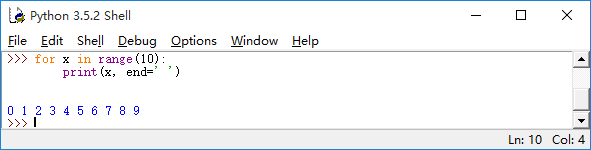 Python 3.5.2 Shell
File Edit Shell Debug Options Window Help
>>> for x in range(10):
        print(x, end=' ')
0 1 2 3 4 5 6 7 8 9
>>>
Ln: 10 Col: 4